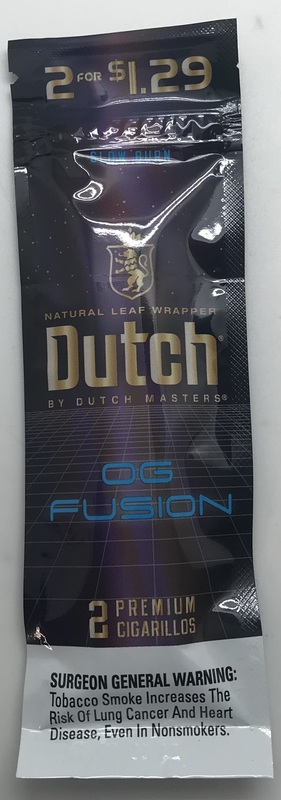 2 FOR $1.29
SLOW BURN
NATURAL LEAF WRAPPER
Dutch®
BY DUTCH MASTERS®
OG
FUSION
2 PREMIUM
CIGARILLOS
SURGEON GENERAL WARNING:
Tobacco Smoke Increases The
Risk Of Lung Cancer And Heart
Disease, Even In Nonsmokers.